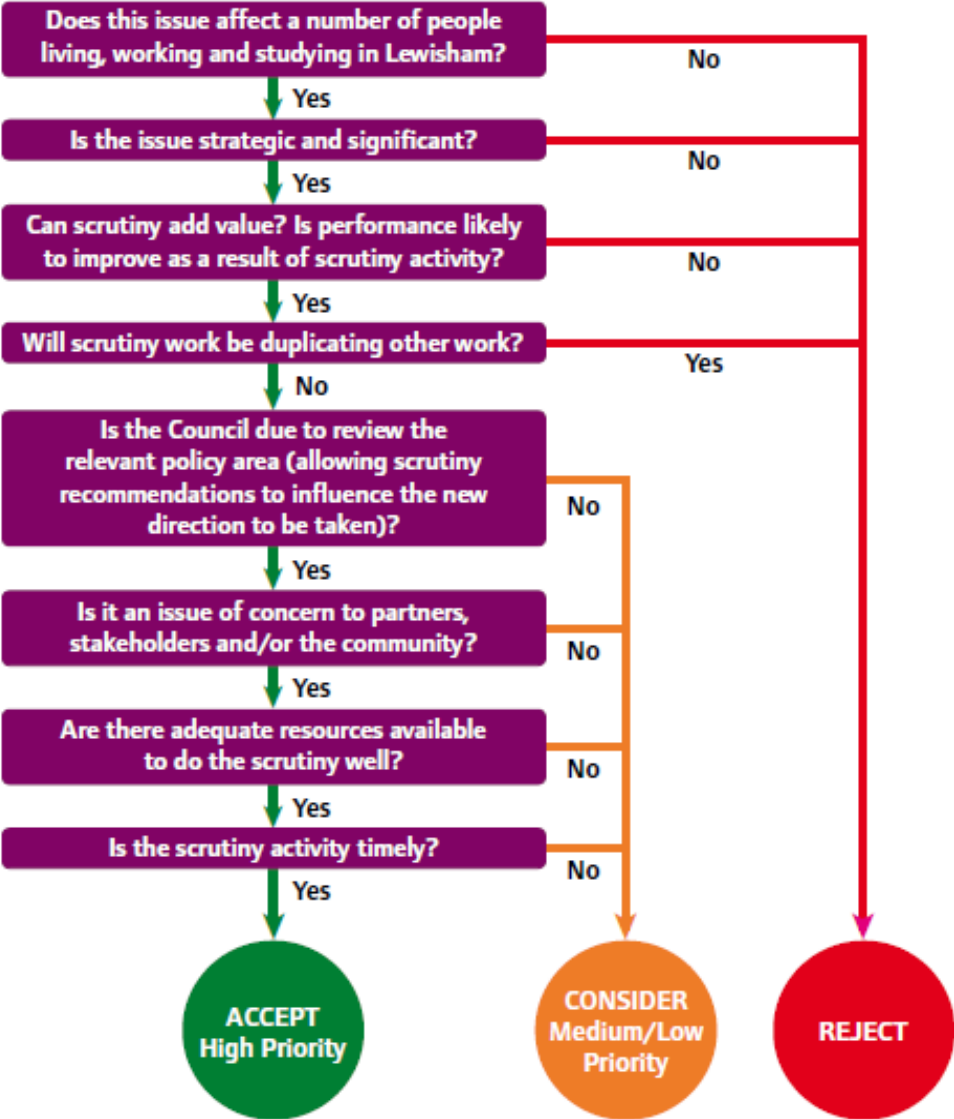 Does this issue affect a number of people
living, working and studying in Lewisham?
No
Yes
Is the issue strategic and significant?
No
Yes
Can scrutiny add value? Is performance likely
to improve as a result of scrutiny activity?
No
Yes
Will scrutiny work be duplicating other work?
Yes
No
Is the Council due to review the
relevant policy area (allowing scrutiny
recommendations to influence the new
direction to be taken)?
No
Yes
Is it an issue of concern to partners,
stakeholders and/or the community?
No
Yes
Are there adequate resources available
to do the scrutiny well?
No
Yes
Is the scrutiny activity timely?
No
Yes
ACCEPT
High Priority
CONSIDER
Medium/Low
Priority
REJECT